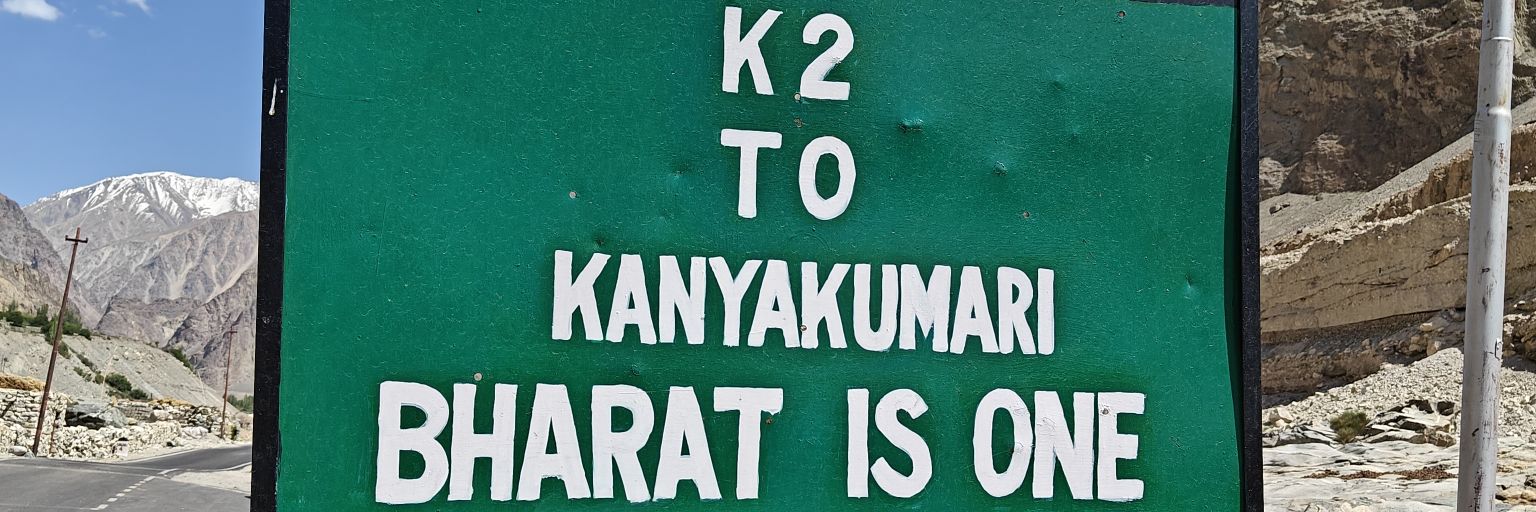 K2
TO
KANYAKUMARI
BHARAT IS ONE